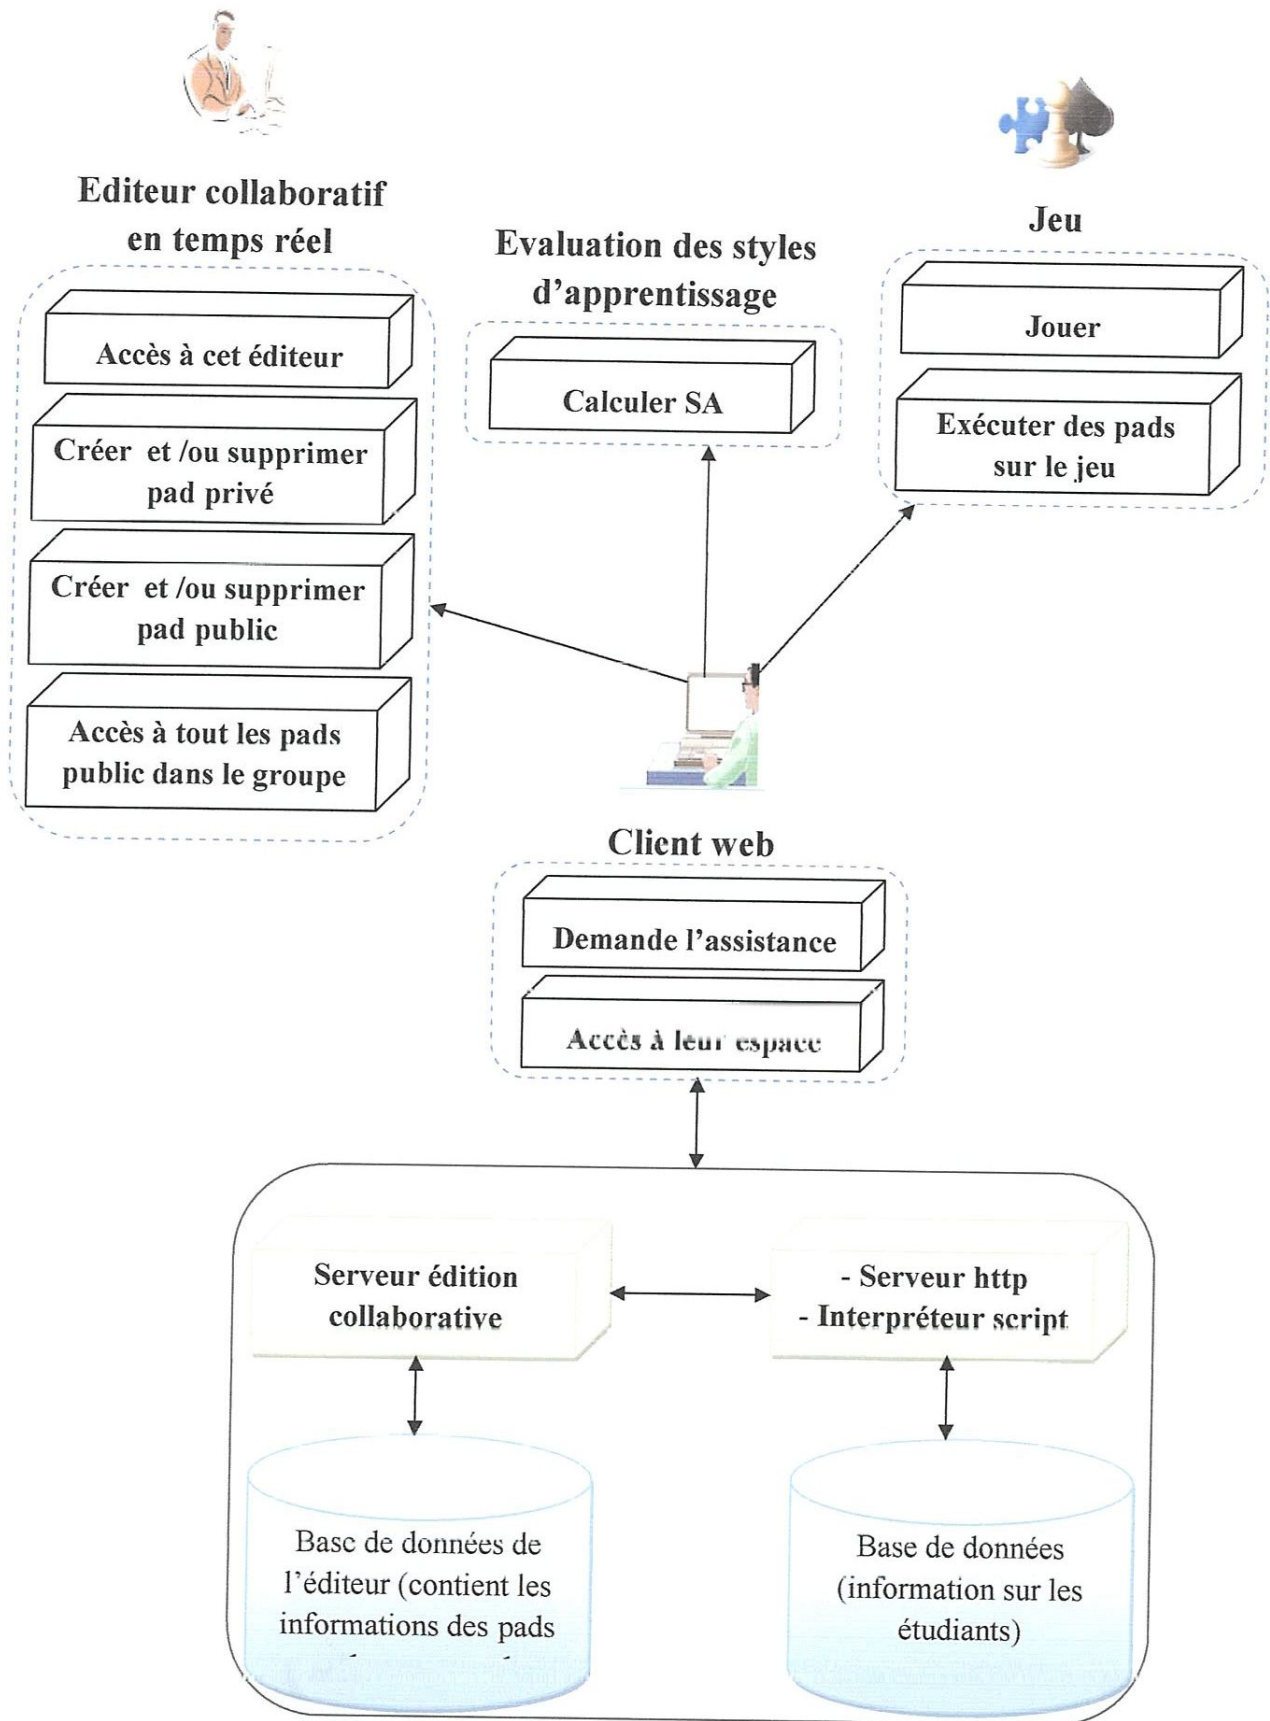 Editeur collaboratif
en temps réel
Accès à cet éditeur
Créer et /ou supprimer
pad privé
Créer et /ou supprimer
pad public
Accès à tout les pads
public dans le groupe
Evaluation des styles
d'apprentissage
Calculer SA
Jeu
Jouer
Exécuter des pads
sur le jeu
Client web
Demande l'assistance
Accès à leur espace
Serveur édition
collaborative
- Serveur http
- Interpréteur script
Base de données de
l'éditeur (contient les
informations des pads
Base de données
(information sur les
étudiants)